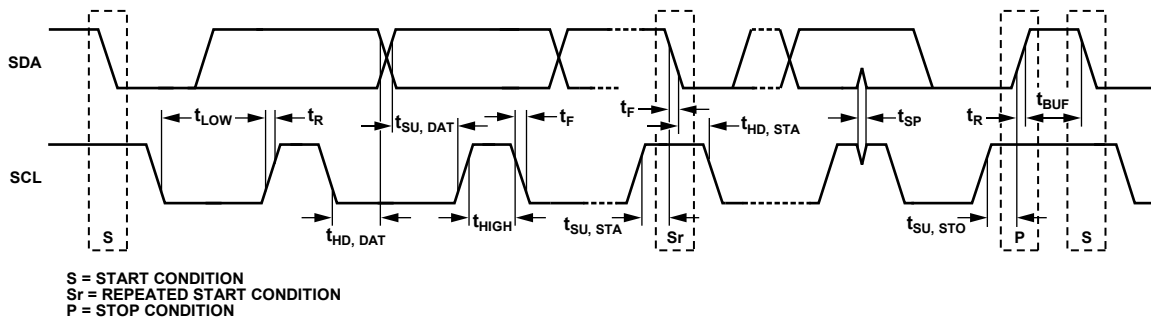 SDA
tLOW
tR
tSU, DAT
tF
tF
tHD, STA
tSP
tR
tBUF
SCL
tHD, DAT
tHIGH
tSU, STA
tSU, STO
S
Sr
P
S
S = START CONDITION
Sr = REPEATED START CONDITION
P = STOP CONDITION